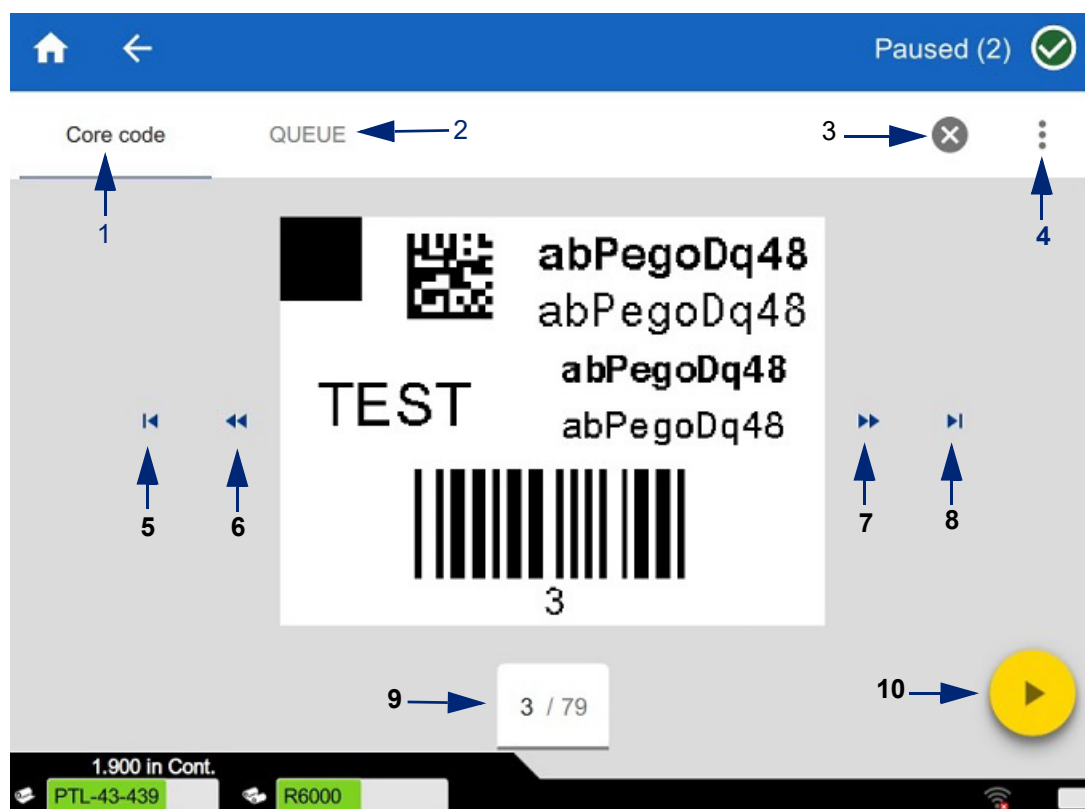 Paused (2)
Core code
QUEUE
2
3
1
4
abPegoDq48
abPegoDq48
abPegoDq48
TEST
abPegoDq48
5
6
7
8
3
9
3 / 79
10
1.900 in Cont.
PTL-43-439
R6000